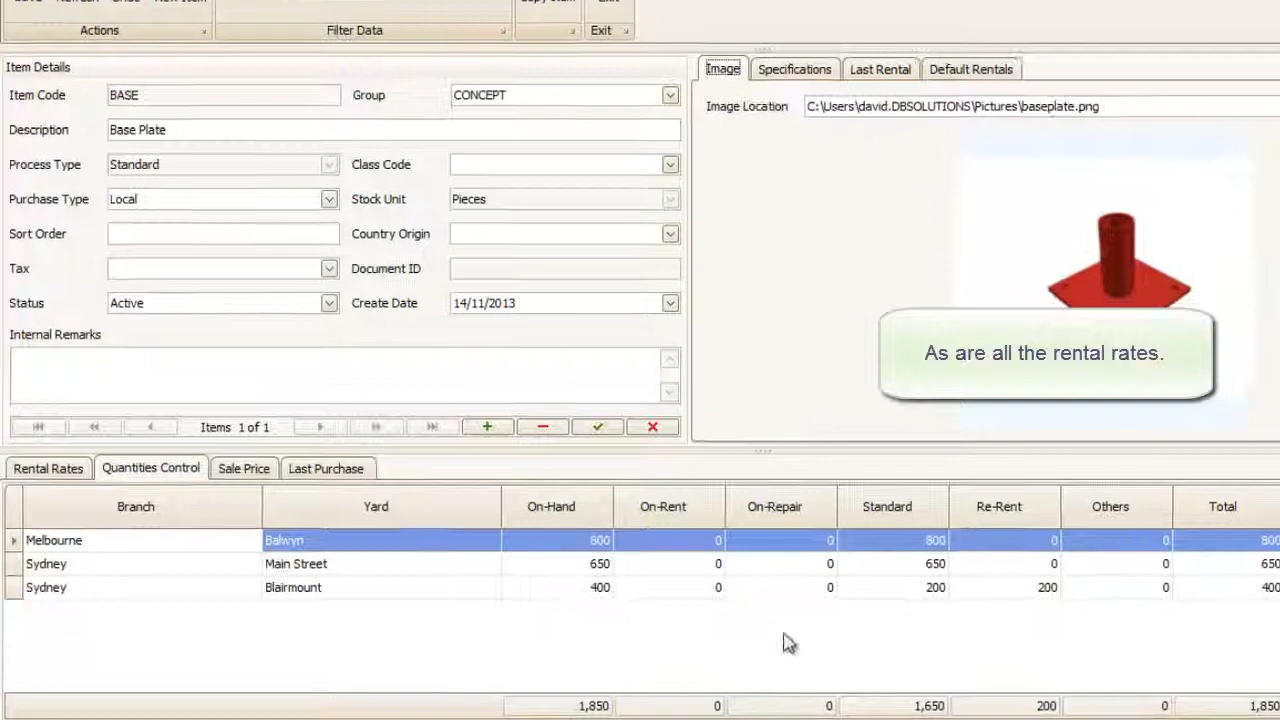 Actions Filter Data Exit
Item Details
Image Specifications Last Rental Default Rentals
Item Code BASE Group CONCEPT
Image Location C:\Users\david.DBSOLUTIONS\Pictures\baseplate.png
Description Base Plate
Process Type Standard Class Code
Purchase Type Local Stock Unit Pieces
Sort Order Country Origin
Tax Document ID
Status Active Create Date 14/11/2013
Internal Remarks
As are all the rental rates.
Items 1 of 1
Rental Rates Quantities Control Sale Price Last Purchase
Branch Yard On-Hand On-Rent On-Repair Standard Re-Rent Others Total
Melbourne Balwyn 800 0 0 800 0 0 800
Sydney Main Street 650 0 0 650 0 0 650
Sydney Blairmount 400 0 0 200 200 0 400
1,850 0 0 1,650 200 0 1,850